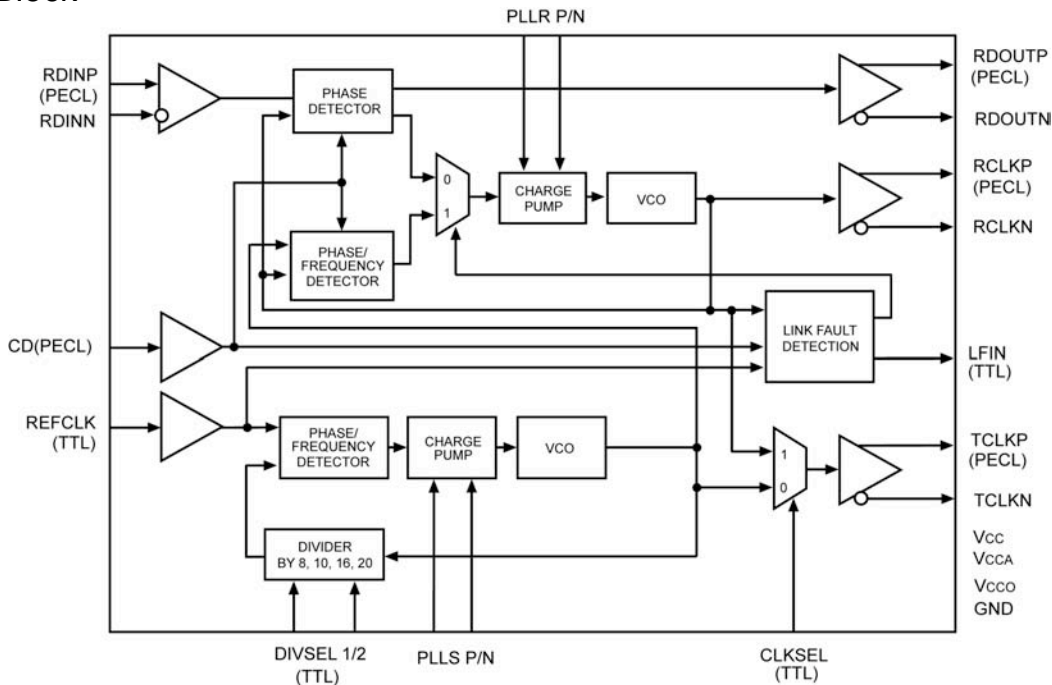 PLLR P/N
RDINP
(PECL)
RDINN
PHASE
DETECTOR
RDOUTP
(PECL)
RDOUTN
0
1
CHARGE
PUMP
VCO
RCLKP
(PECL)
RCLKN
PHASE/
FREQUENCY
DETECTOR
CD(PECL)
LINK FAULT
DETECTION
LFIN
(TTL)
REFCLK
(TTL)
PHASE/
FREQUENCY
DETECTOR
CHARGE
PUMP
VCO
1
0
TCLKP
(PECL)
TCLKN
DIVIDER
BY 8, 10, 16, 20
VCC
VCCA
VCCO
GND
DIVSEL 1/2
(TTL)
PLLS P/N
CLKSEL
(TTL)